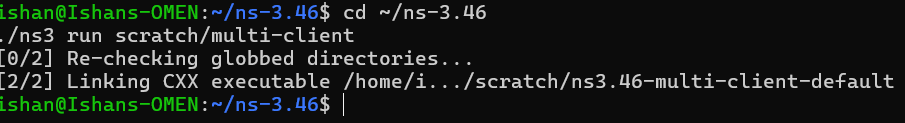 ishan@Ishans-OMEN:~/ns-3.46$ cd ~/ns-3.46
./ns3 run scratch/multi-client
[0/2] Re-checking globbed directories...
[2/2] Linking CXX executable /home/i.../scratch/ns3.46-multi-client-default
ishan@Ishans-OMEN:~/ns-3.46$